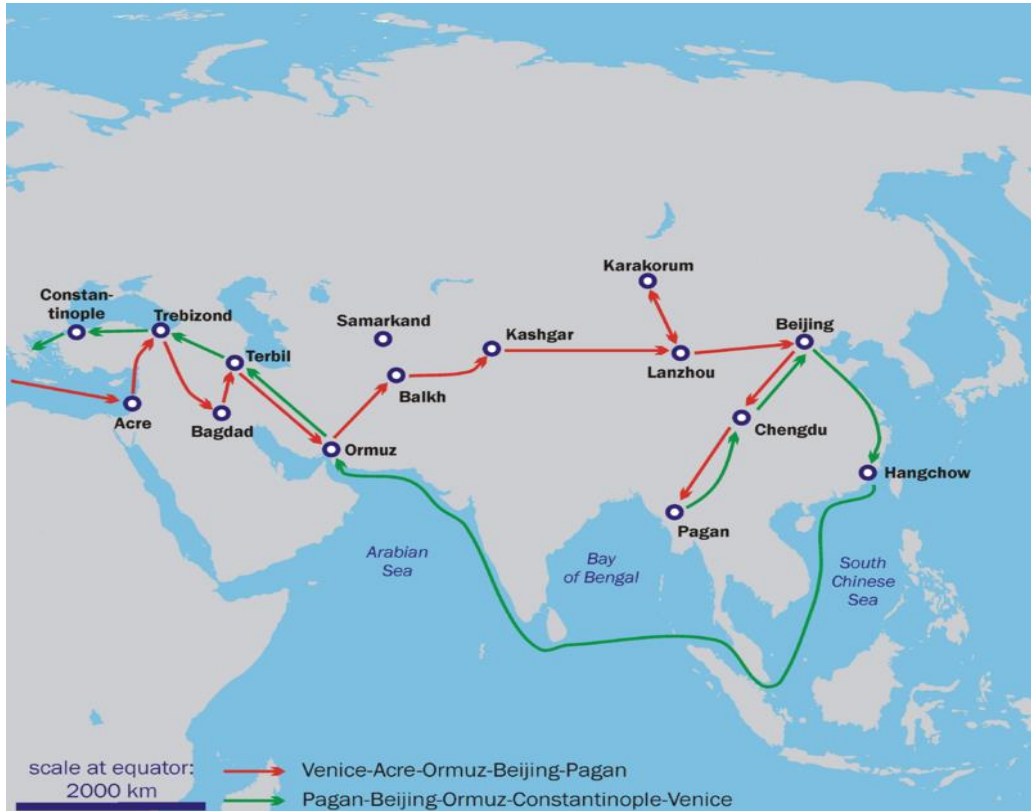 Karakorum
Constan-
tinople
Trebizond
Samarkand
Kashgar
Beijing
Terbil
Lanzhou
Balkh
Acre
Bagdad
Chengdu
Ormuz
Hangchow
Pagan
Arabian
Sea
Bay
of Bengal
South
Chinese
Sea
scale at equator:
2000 km
Venice-Acre-Ormuz-Beijing-Pagan
Pagan-Beijing-Ormuz-Constantinople-Venice